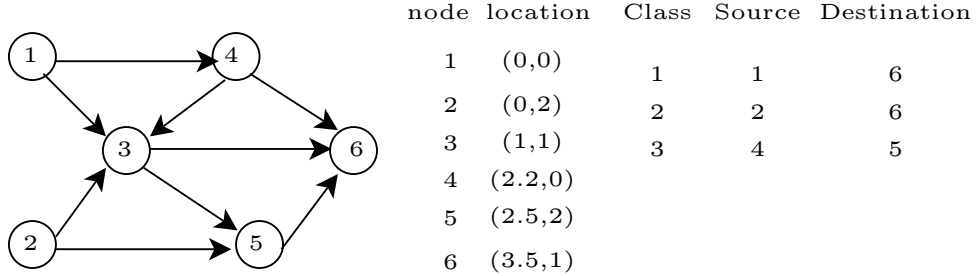 node location Class Source Destination
1 4
1 (0,0)
1 1 6
2 (0,2)
2 2 6
3 6
3 (1,1)
3 4 5
4 (2.2,0)
5 (2.5,2)
2 5
6 (3.5,1)